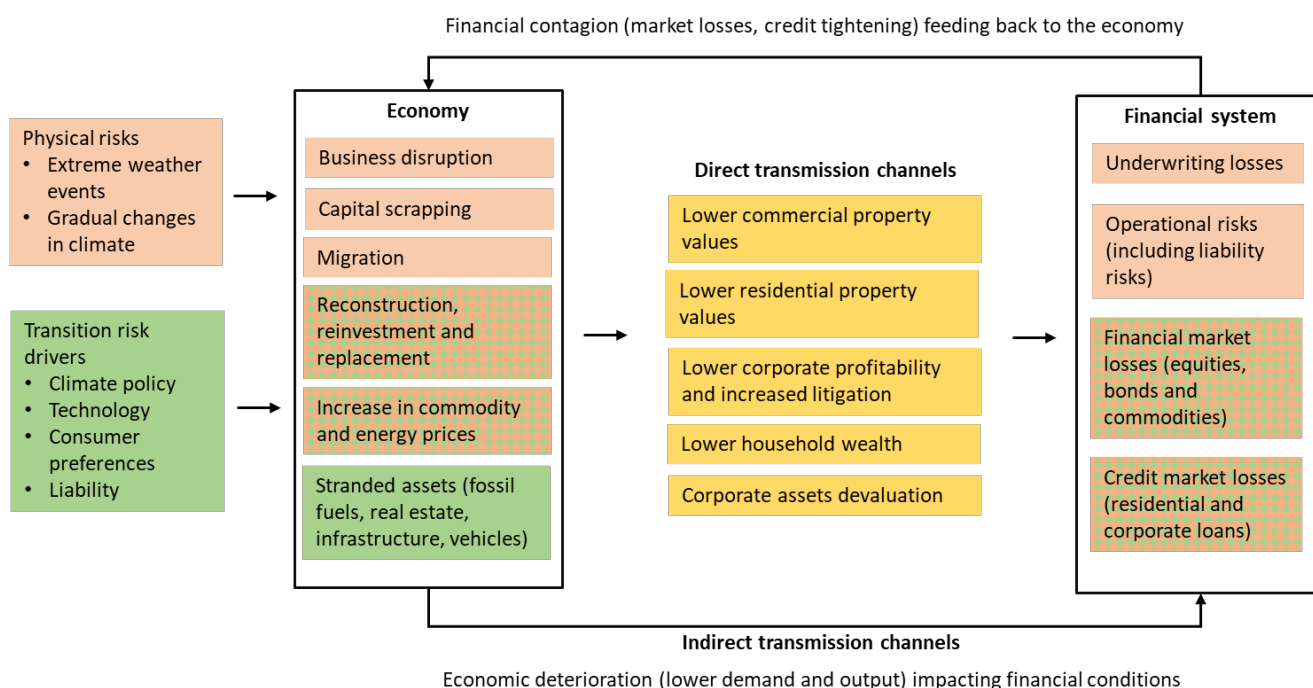 Financial contagion (market losses, credit tightening) feeding back to the economy
Physical risks
• Extreme weather
events
• Gradual changes
in climate
Transition risk
drivers
• Climate policy
• Technology
• Consumer
preferences
• Liability
Economy
Business disruption
Capital scrapping
Migration
Reconstruction,
reinvestment and
replacement
Increase in commodity
and energy prices
Stranded assets (fossil
fuels, real estate,
infrastructure, vehicles)
Direct transmission channels
Lower commercial property
values
Lower residential property
values
Lower corporate profitability
and increased litigation
Lower household wealth
Corporate assets devaluation
Financial system
Underwriting losses
Operational risks
(including liability
risks)
Financial market
losses (equities,
bonds and
commodities)
Credit market losses
(residential and
corporate loans)
Indirect transmission channels
Economic deterioration (lower demand and output) impacting financial conditions